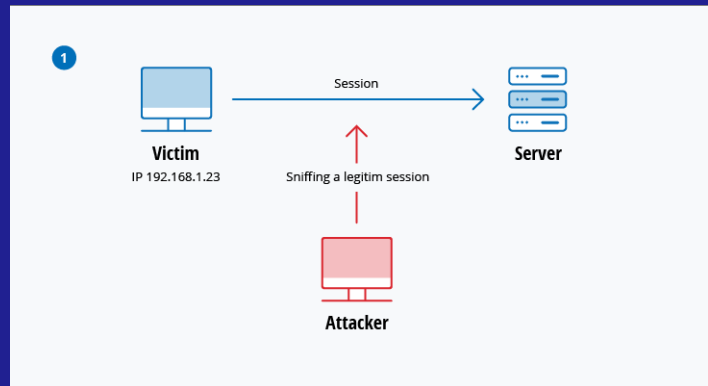 1
Session
Victim
Server
IP 192.168.1.23
Sniffing a legitim session
Attacker